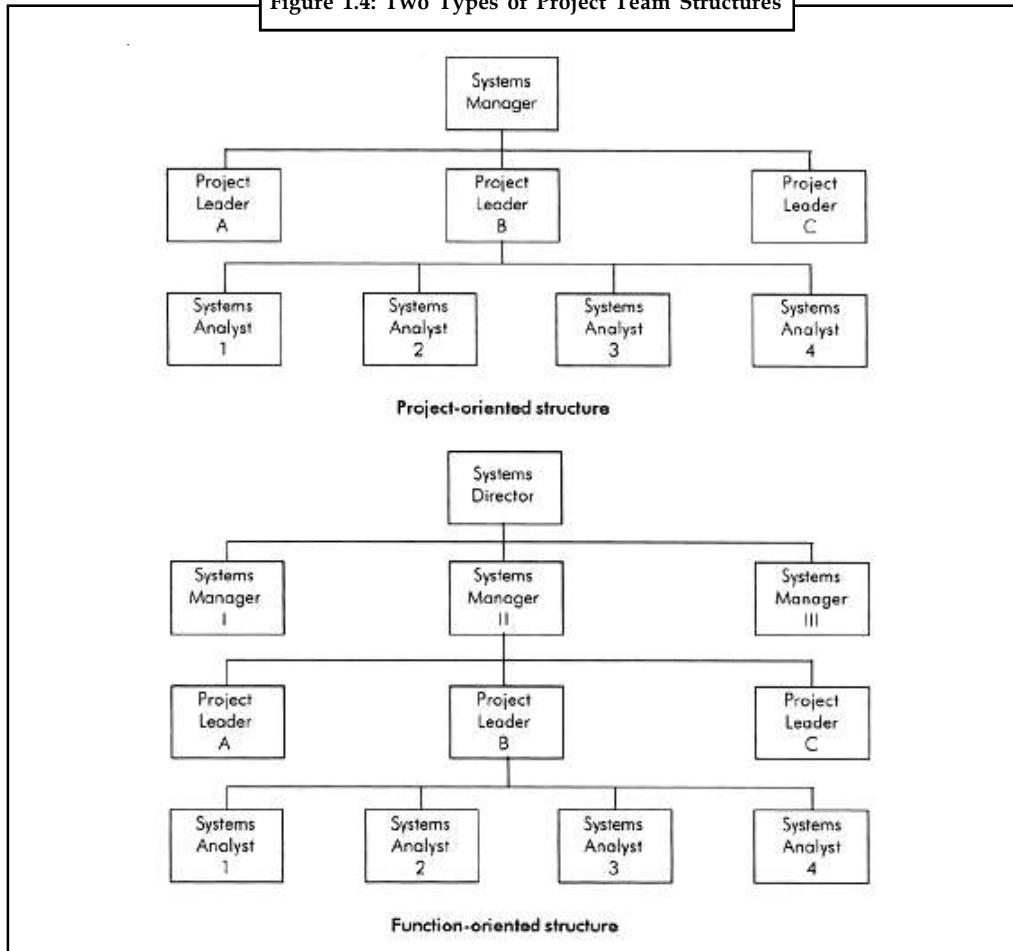 Figure 1.4: Two Types of Project Team Structures
Systems
Manager
Project
Leader
A
Project
Leader
B
Project
Leader
C
Systems
Analyst
1
Systems
Analyst
2
Systems
Analyst
3
Systems
Analyst
4
Project-oriented structure
Systems
Director
Systems
Manager
I
Systems
Manager
II
Systems
Manager
III
Project
Leader
A
Project
Leader
B
Project
Leader
C
Systems
Analyst
1
Systems
Analyst
2
Systems
Analyst
3
Systems
Analyst
4
Function-oriented structure